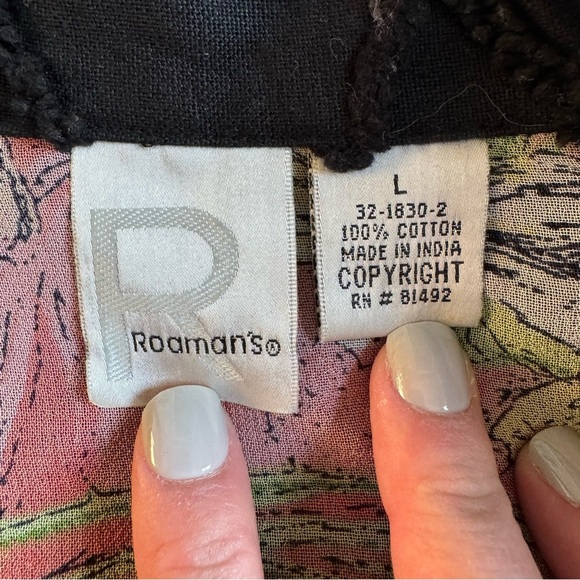 R
Roaman's®
L
32-1830-2
100% COTTON
MADE IN INDIA
COPYRIGHT
RN # 81492